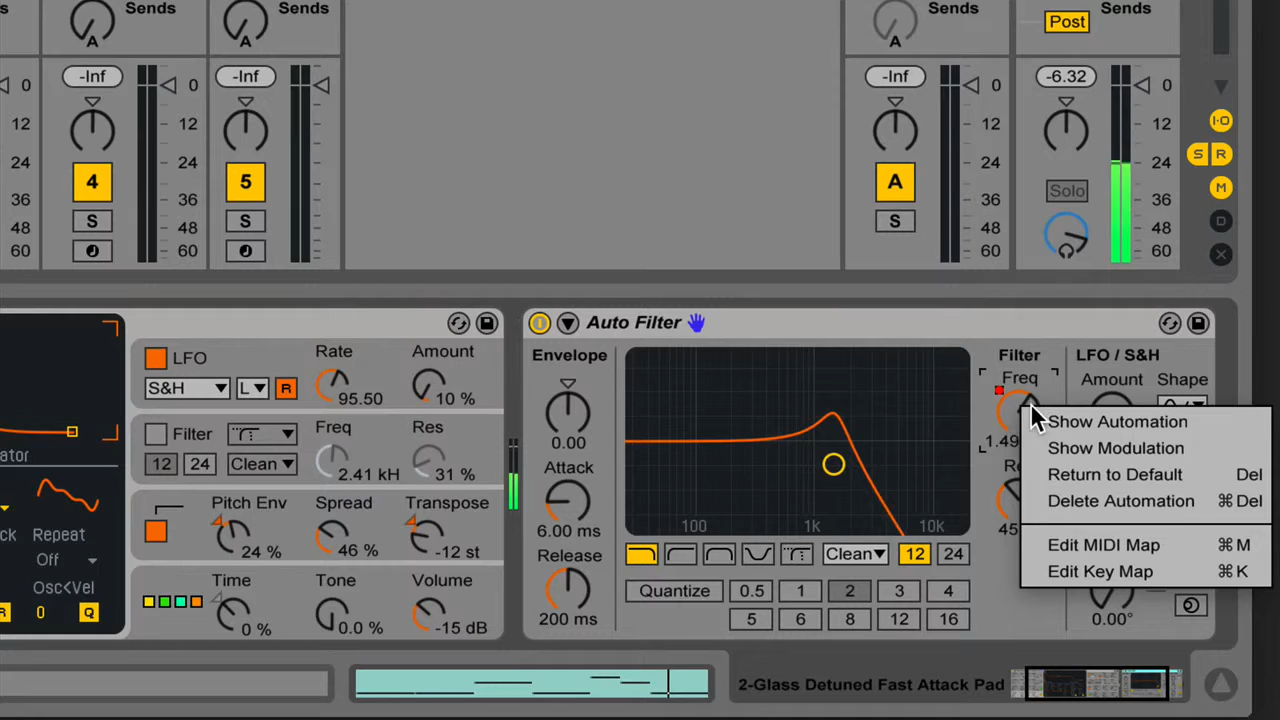 s
Sends
Sends
Sends
Post
Sends
A
A
A
-Inf
-Inf
-Inf
-6.32
0
0
0
0
12
12
12
12
24
24
24
24
36
36
36
36
48
48
48
48
60
60
60
60
4
5
A
S
S
S
Solo
I·O
S
R
M
D
X
LFO
S&H
L
R
Rate
95.50
Amount
10 %
Filter
12
24
Clean
Freq
2.41 kH
Res
31 %
Pitch Env
24 %
Spread
46 %
Transpose
-12 st
Time
0 %
Tone
0.0 %
Volume
-15 dB
ator
ck
Repeat
Off
Osc<Vel
R
0
Q
Auto Filter
Envelope
0.00
Attack
6.00 ms
Release
200 ms
100
1k
10k
Clean
12
24
Quantize
0.5
1
2
3
4
5
6
8
12
16
Filter
Freq
1.49
R
45
LFO / S&H
Amount
Shape
0.00°
Show Automation
Show Modulation
Return to Default Del
Delete Automation ⌘Del
Edit MIDI Map ⌘M
Edit Key Map ⌘K
2-Glass Detuned Fast Attack Pad